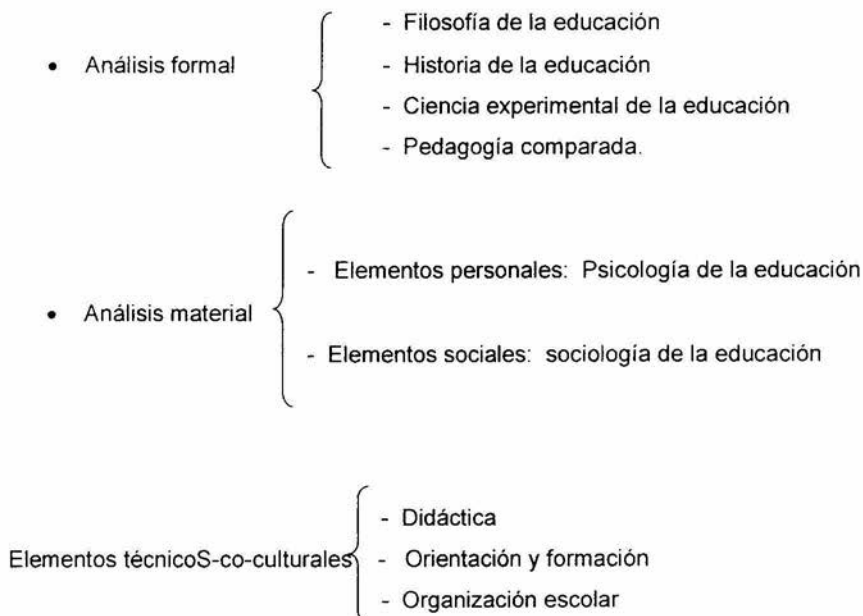 - Filosofía de la educación
• Análisis formal
- Historia de la educación
- Ciencia experimental de la educación
- Pedagogía comparada.
- Elementos personales: Psicología de la educación
• Análisis material
- Elementos sociales: sociología de la educación
- Didáctica
Elementos técnicoS-co-culturales
- Orientación y formación
- Organización escolar